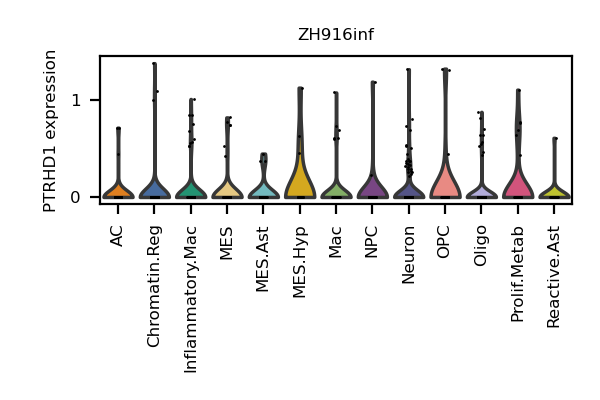 ZH916inf
PTRHD1 expression
1
0
AC
Chromatin.Reg
Inflammatory.Mac
MES
MES.Ast
MES.Hyp
Mac
NPC
Neuron
OPC
Oligo
Prolif.Metab
Reactive.Ast